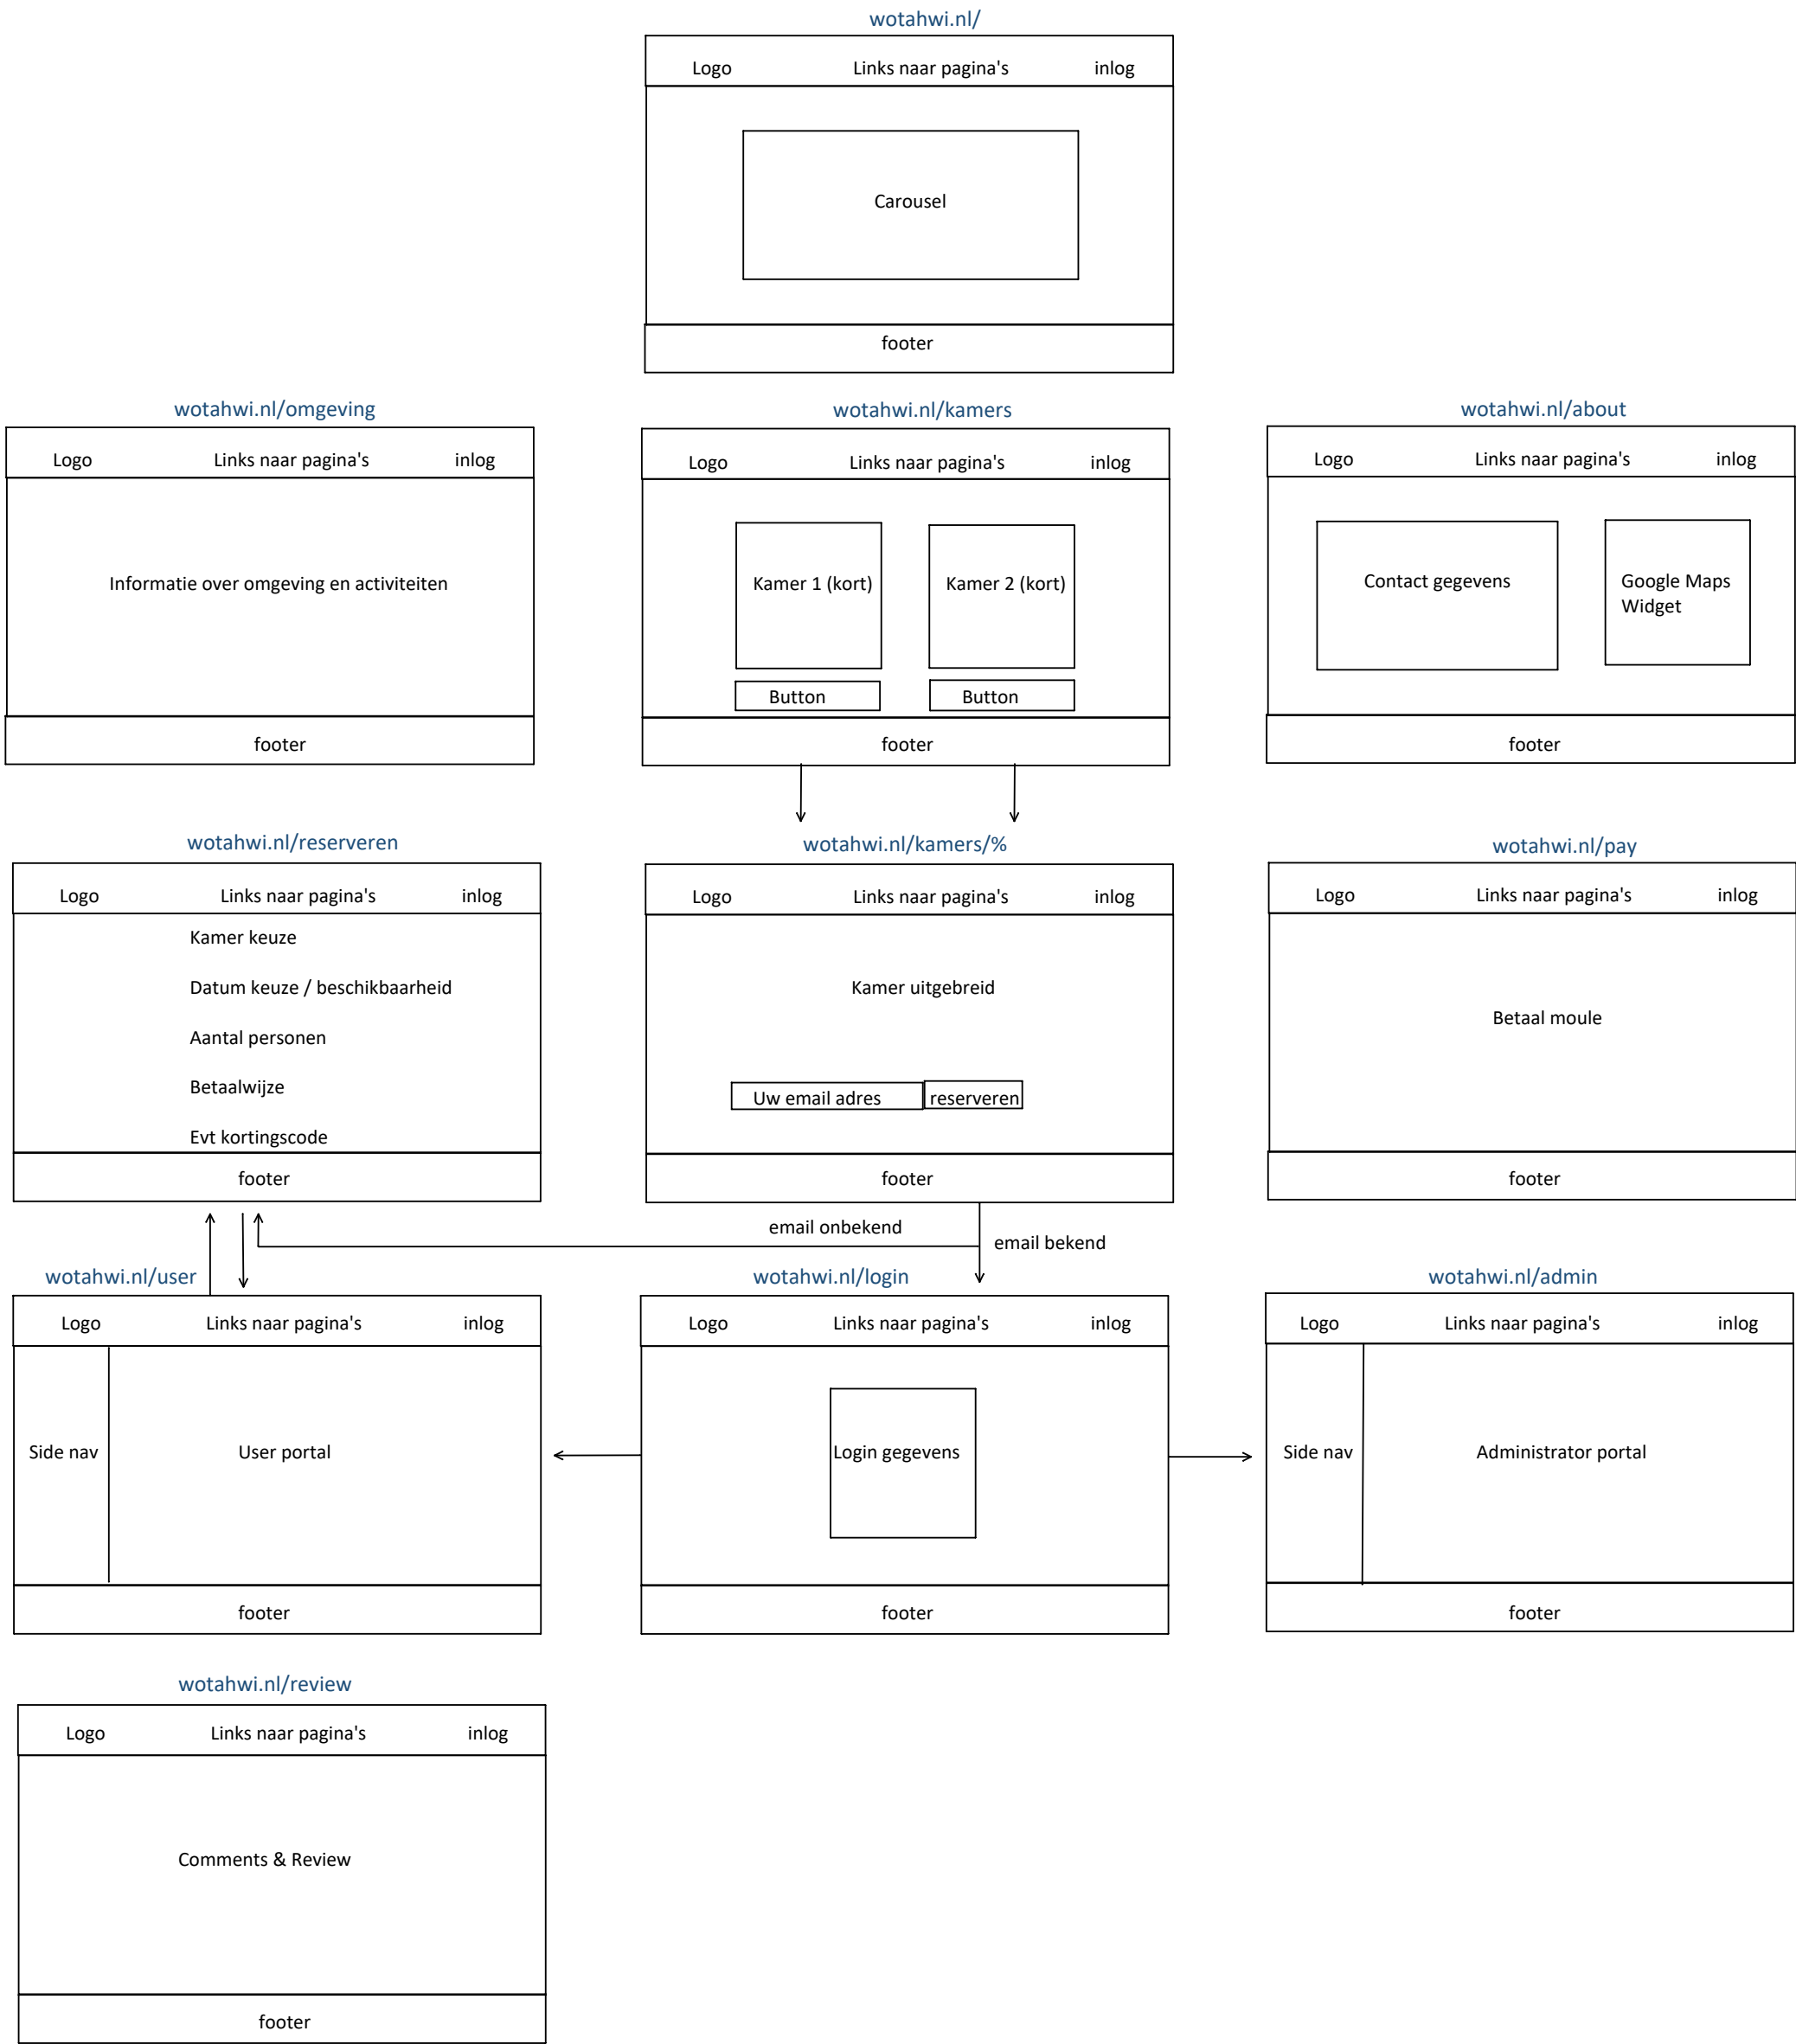 wotahwi.nl/
Logo Links naar pagina's inlog
Carousel
footer
wotahwi.nl/omgeving
Logo Links naar pagina's inlog
Informatie over omgeving en activiteiten
footer
wotahwi.nl/kamers
Logo Links naar pagina's inlog
Kamer 1 (kort) Kamer 2 (kort)
Button Button
footer
wotahwi.nl/about
Logo Links naar pagina's inlog
Contact gegevens
Google Maps
Widget
footer
wotahwi.nl/reserveren
Logo Links naar pagina's inlog
Kamer keuze
Datum keuze / beschikbaarheid
Aantal personen
Betaalwijze
Evt kortingscode
footer
wotahwi.nl/kamers/%
Logo Links naar pagina's inlog
Kamer uitgebreid
Uw email adres reserveren
footer
wotahwi.nl/pay
Logo Links naar pagina's inlog
Betaal moule
footer
email onbekend
email bekend
wotahwi.nl/user
Logo Links naar pagina's inlog
Side nav User portal
footer
wotahwi.nl/login
Logo Links naar pagina's inlog
Login gegevens
footer
wotahwi.nl/admin
Logo Links naar pagina's inlog
Side nav Administrator portal
footer
wotahwi.nl/review
Logo Links naar pagina's inlog
Comments & Review
footer